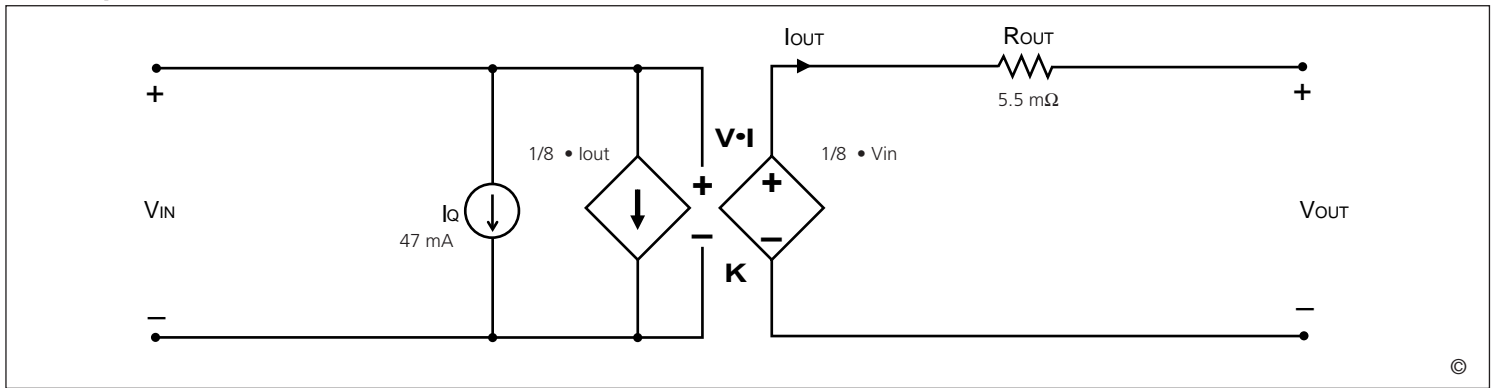 IOUT
ROUT
5.5 mΩ
+
+
V•I
1/8 • Iout
1/8 • Vin
+
+
VIN
IQ
VOUT
47 mA
–
–
K
–
–
©